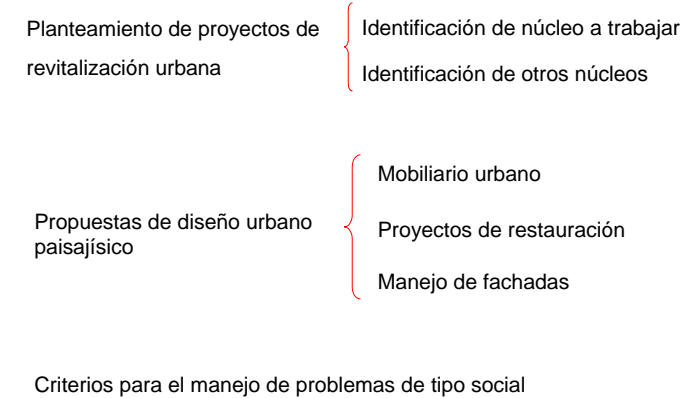 Planteamiento de proyectos de
revitalización urbana
Identificación de núcleo a trabajar
Identificación de otros núcleos
Propuestas de diseño urbano
paisajísico
Mobiliario urbano
Proyectos de restauración
Manejo de fachadas
Criterios para el manejo de problemas de tipo social